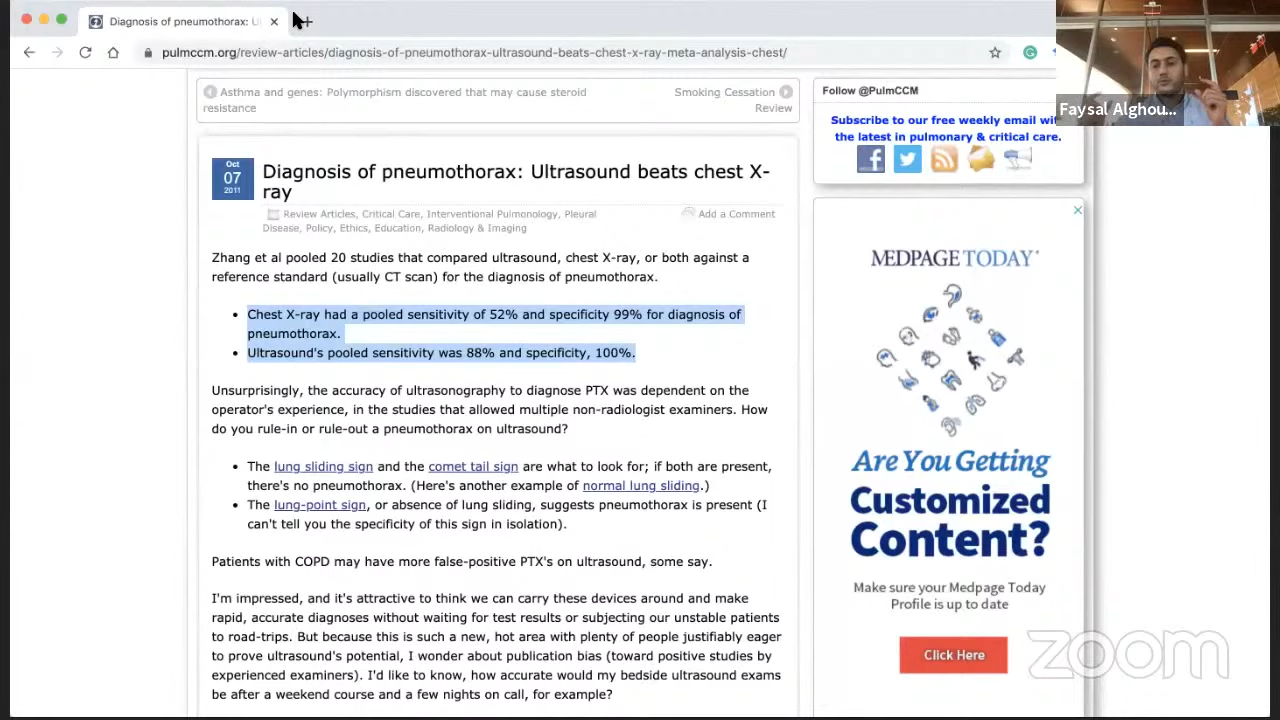 Diagnosis of pneumothorax: U
pulmccm.org/review-articles/diagnosis-of-pneumothorax-ultrasound-beats-chest-x-ray-meta-analysis-chest/
Faysal Alghou...
Asthma and genes: Polymorphism discovered that may cause steroid
resistance
Smoking Cessation
Review
Follow @PulmCCM
Subscribe to our free weekly email wit
the latest in pulmonary & critical care.
Oct
07
2011
Diagnosis of pneumothorax: Ultrasound beats chest X-
ray
Review Articles, Critical Care, Interventional Pulmonology, Pleural
Disease, Policy, Ethics, Education, Radiology & Imaging
Add a Comment
Zhang et al pooled 20 studies that compared ultrasound, chest X-ray, or both against a
reference standard (usually CT scan) for the diagnosis of pneumothorax.
• Chest X-ray had a pooled sensitivity of 52% and specificity 99% for diagnosis of
pneumothorax.
• Ultrasound's pooled sensitivity was 88% and specificity, 100%.
Unsurprisingly, the accuracy of ultrasonography to diagnose PTX was dependent on the
operator's experience, in the studies that allowed multiple non-radiologist examiners. How
do you rule-in or rule-out a pneumothorax on ultrasound?
• The lung sliding sign and the comet tail sign are what to look for; if both are present,
there's no pneumothorax. (Here's another example of normal lung sliding.)
• The lung-point sign, or absence of lung sliding, suggests pneumothorax is present (I
can't tell you the specificity of this sign in isolation).
Patients with COPD may have more false-positive PTX's on ultrasound, some say.
I'm impressed, and it's attractive to think we can carry these devices around and make
rapid, accurate diagnoses without waiting for test results or subjecting our unstable patients
to road-trips. But because this is such a new, hot area with plenty of people justifiably eager
to prove ultrasound's potential, I wonder about publication bias (toward positive studies by
experienced examiners). I'd like to know, how accurate would my bedside ultrasound exams
be after a weekend course and a few nights on call, for example?
MEDPAGE TODAY
Are You Getting
Customized
Content?
Make sure your Medpage Today
Profile is up to date
Click Here
zoom